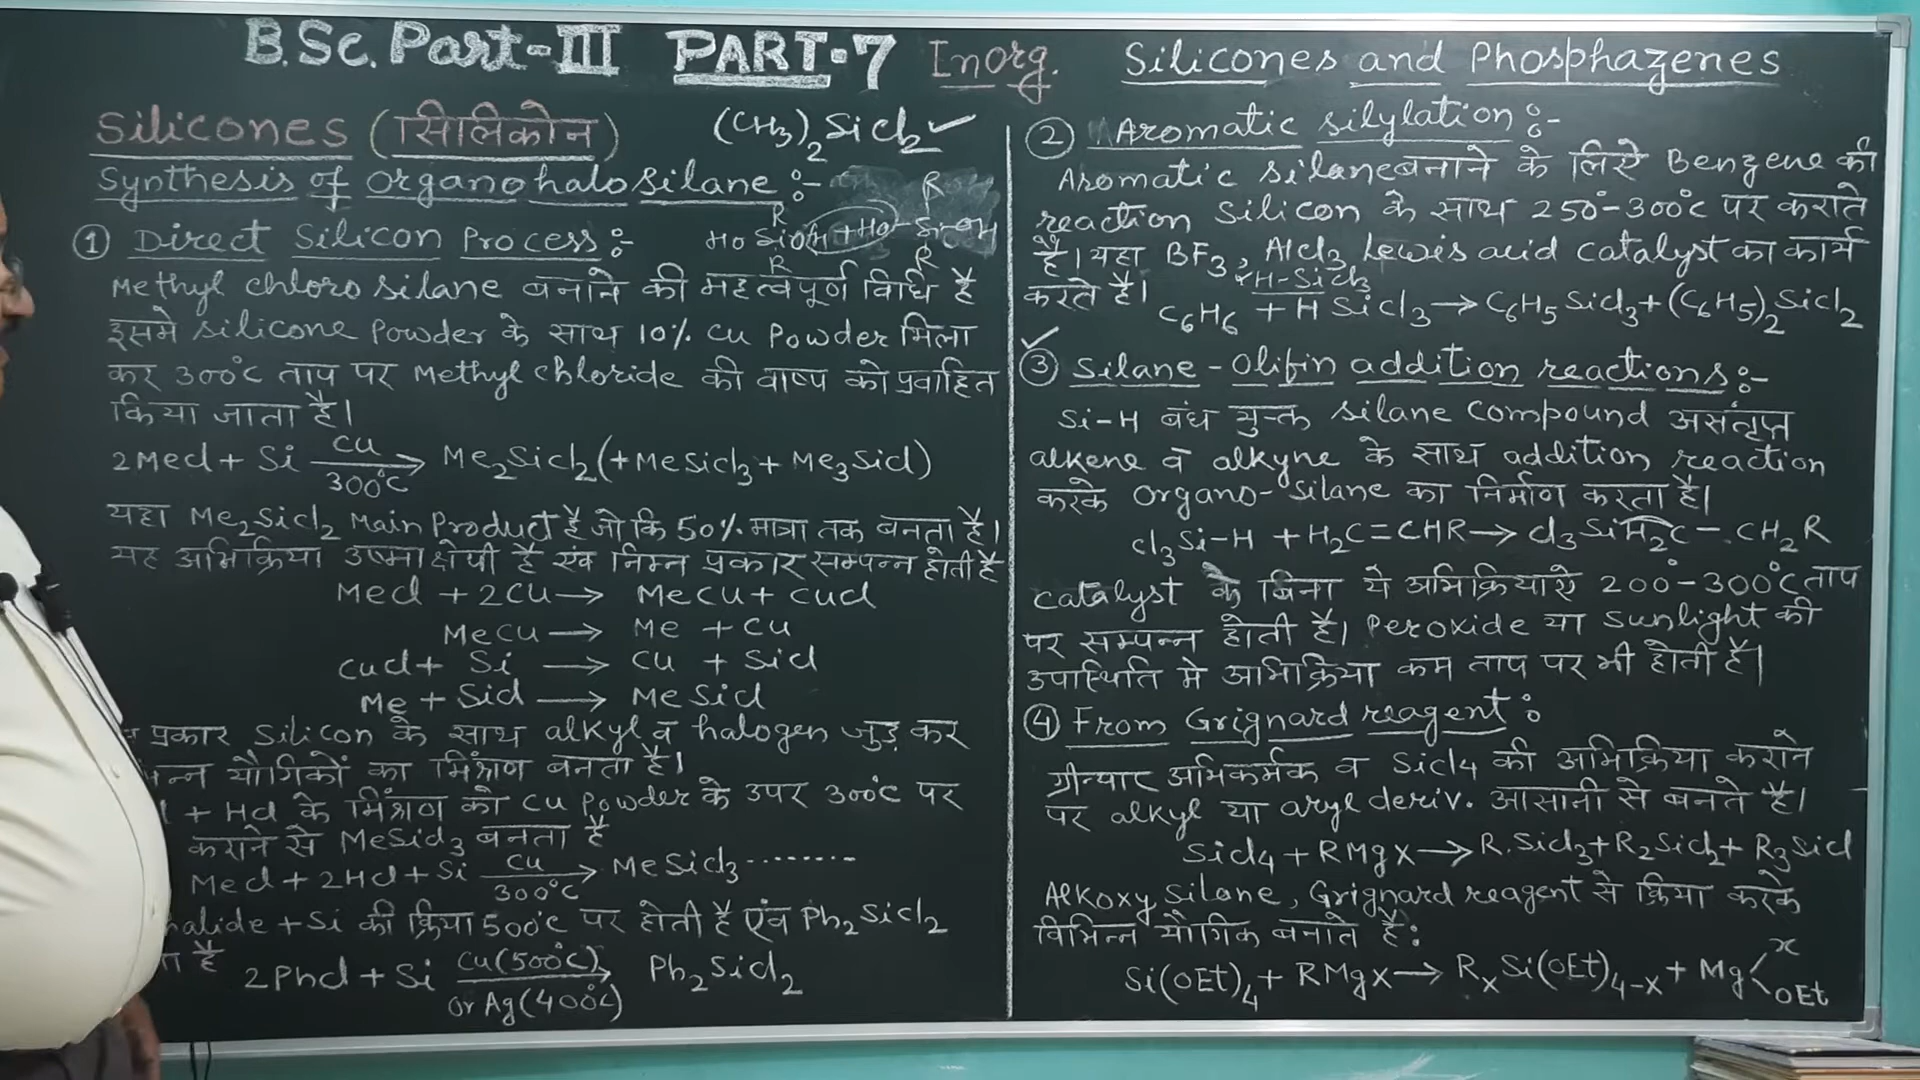 B.Sc. Part-III PART-7 Inorg. Silicones and Phosphazenes
Silicones (सिलिकोन) (CH3)2SiCl2 ✓
Synthesis of organohalosilane :-
R R
① Direct Silicon Process :- HO SiOH + HO-Si-OH
R R
Methyl chlorosilane बनाने की महत्वपूर्ण विधि है
इसमे silicone Powder के साथ 10% Cu Powder मिला
कर 300°C ताप पर Methyl chloride की वाष्प को प्रवाहित
किया जाता है।
2MeCl + Si Cu/300°C → Me2SiCl2 (+MeSiCl3 + Me3SiCl)
यहा Me2SiCl2 Main Product है जो कि 50% मात्रा तक बनता है।
यह अभिक्रिया उष्माक्षेपी है एंव निम्न प्रकार सम्पन्न होती है
MeCl + 2Cu → MeCu + CuCl
MeCu → Me + Cu
CuCl + Si → Cu + SiCl
Me + SiCl → MeSiCl
प्रकार Silicon के साथ alkyl व halogen जुड़ कर
यौगिकों का मिश्रण बनता है।
+ HCl के मिश्रण को Cu Powder के उपर 300°C पर
कराने से MeSiCl3 बनता है
MeCl + 2HCl + Si Cu/300°C → MeSiCl3 --------
halide + Si की क्रिया 500°C पर होती है एंव Ph2SiCl2
है
2PhCl + Si Cu(500°C) or Ag(400°C) → Ph2SiCl2
② Aromatic silylation :-
Aromatic silane बनाने के लिऐ Benzene की
reaction Silicon के साथ 250°-300°C पर कराते
है। यहा BF3, AlCl3 Lewis acid catalyst का कार्य
करते है। H-SiCl3
C6H6 + HSiCl3 → C6H5SiCl3 + (C6H5)2SiCl2
✓
③ Silane-Olifin addition reactions :-
Si-H बंध युक्त silane compound असंतृप्त
alkene व alkyne के साथ addition reaction
करके organo-silane का निर्माण करता है।
Cl3Si-H + H2C=CHR → Cl3SiH2C - CH2R
Catalyst के बिना ये अभिक्रियाऐ 200°-300°C ताप
पर सम्पन्न होती है। Peroxide या Sunlight की
उपस्थिति मे अभिक्रिया कम ताप पर भी होती है।
④ From Grignard reagent :
ग्रीन्यार अभिकर्मक व SiCl4 की अभिक्रिया कराने
पर alkyl या aryl deriv. आसानी से बनते है।
SiCl4 + RMgX → R.SiCl3 + R2SiCl2 + R3SiCl
Alkoxy silane, Grignard reagent से क्रिया करके
विभिन्न यौगिक बनाते है:
Si(OEt)4 + RMgX → RxSi(OEt)4-x + Mg< X OEt